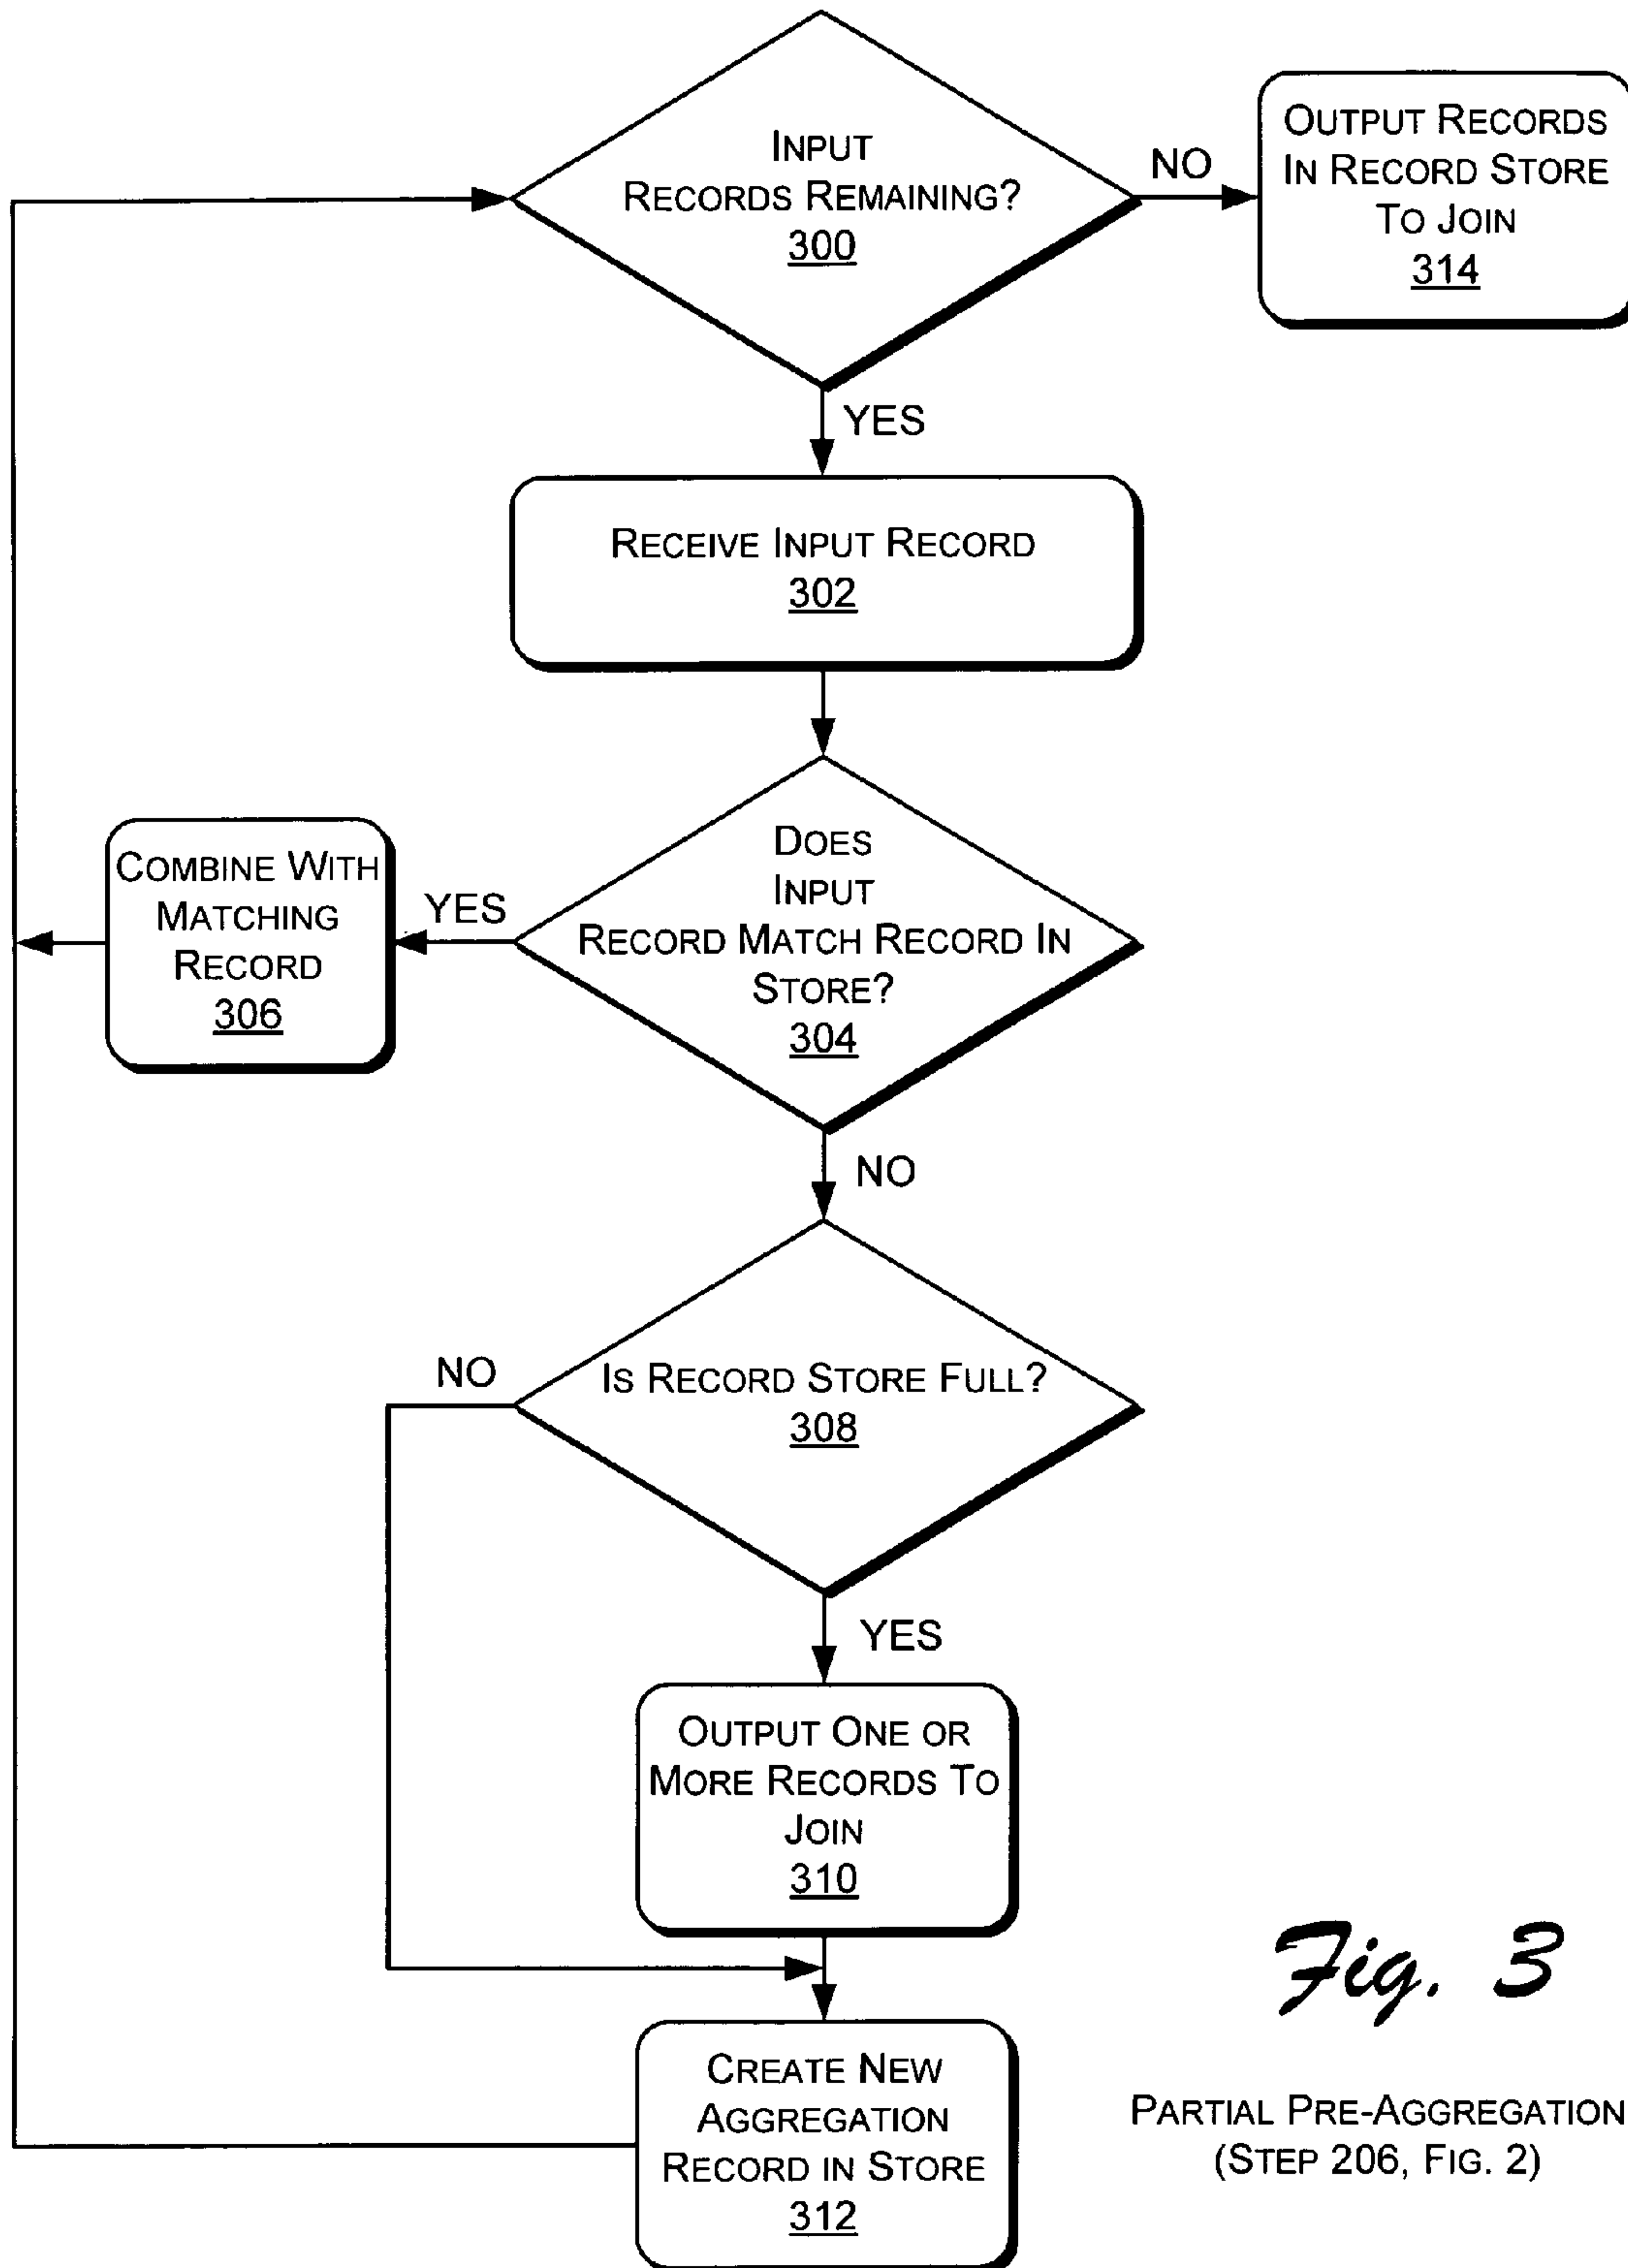 INPUT
RECORDS REMAINING?
300
NO
OUTPUT RECORDS
IN RECORD STORE
TO JOIN
314
YES
RECEIVE INPUT RECORD
302
DOES
INPUT
RECORD MATCH RECORD IN
STORE?
304
YES
COMBINE WITH
MATCHING
RECORD
306
NO
IS RECORD STORE FULL?
308
NO
YES
OUTPUT ONE OR
MORE RECORDS TO
JOIN
310
CREATE NEW
AGGREGATION
RECORD IN STORE
312
Fig. 3
PARTIAL PRE-AGGREGATION
(STEP 206, FIG. 2)